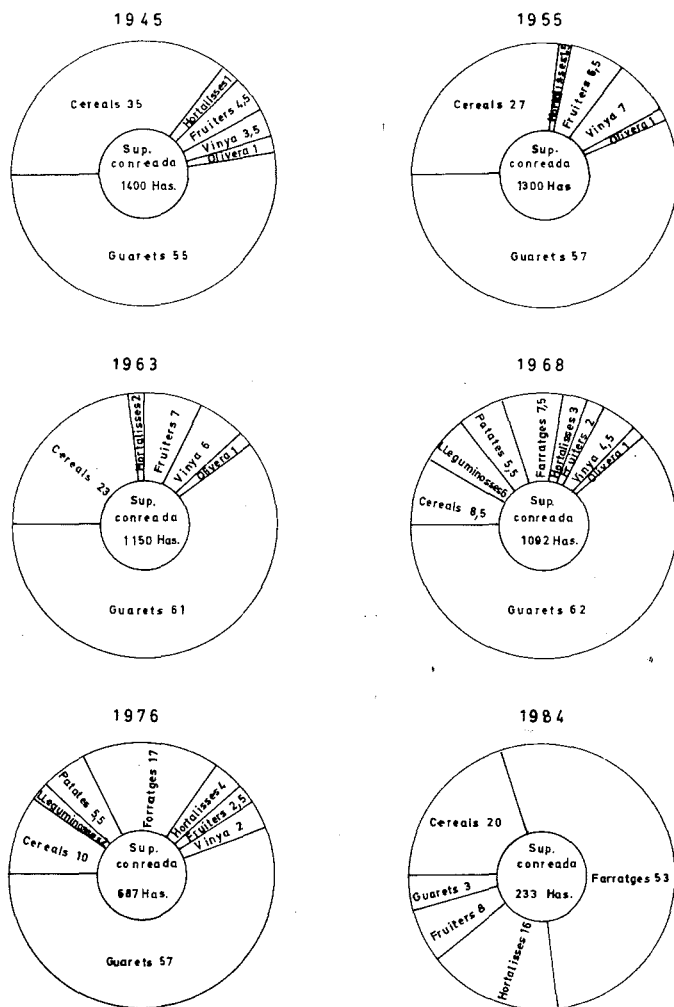 1945
Cereals 35
Hortalisses 1
Fruiters 4,5
Vinya 3,5
Olivera 1
Sup.
conreada
1400 Has.
Guarets 55
1955
Cereals 27
Hortalisses 1,5
Fruiters 6,5
Vinya 7
Olivera 1
Sup.
conreada
1300 Has
Guarets 57
1963
Cereals 23
Hortalisses 2
Fruiters 7
Vinya 6
Olivera 1
Sup.
conreada
1150 Has.
Guarets 61
1968
Cereals 8,5
LLeguminosses 6
Patates 5,5
Farratges 7,5
Hortalisses 3
Fruiters 2
Vinya 4,5
Olivera 1
Sup.
conreada
1092 Has.
Guarets 62
1976
Cereals 10
LLeguminosses 2
Patates 5,5
Forratges 17
Hortalisses 4
Fruiters 2,5
Vinya 2
Sup.
conreada
687 Has.
Guarets 57
1984
Cereals 20
Sup.
conreada
233 Has.
Farratges 53
Guarets 3
Fruiters 8
Hortalisses 16